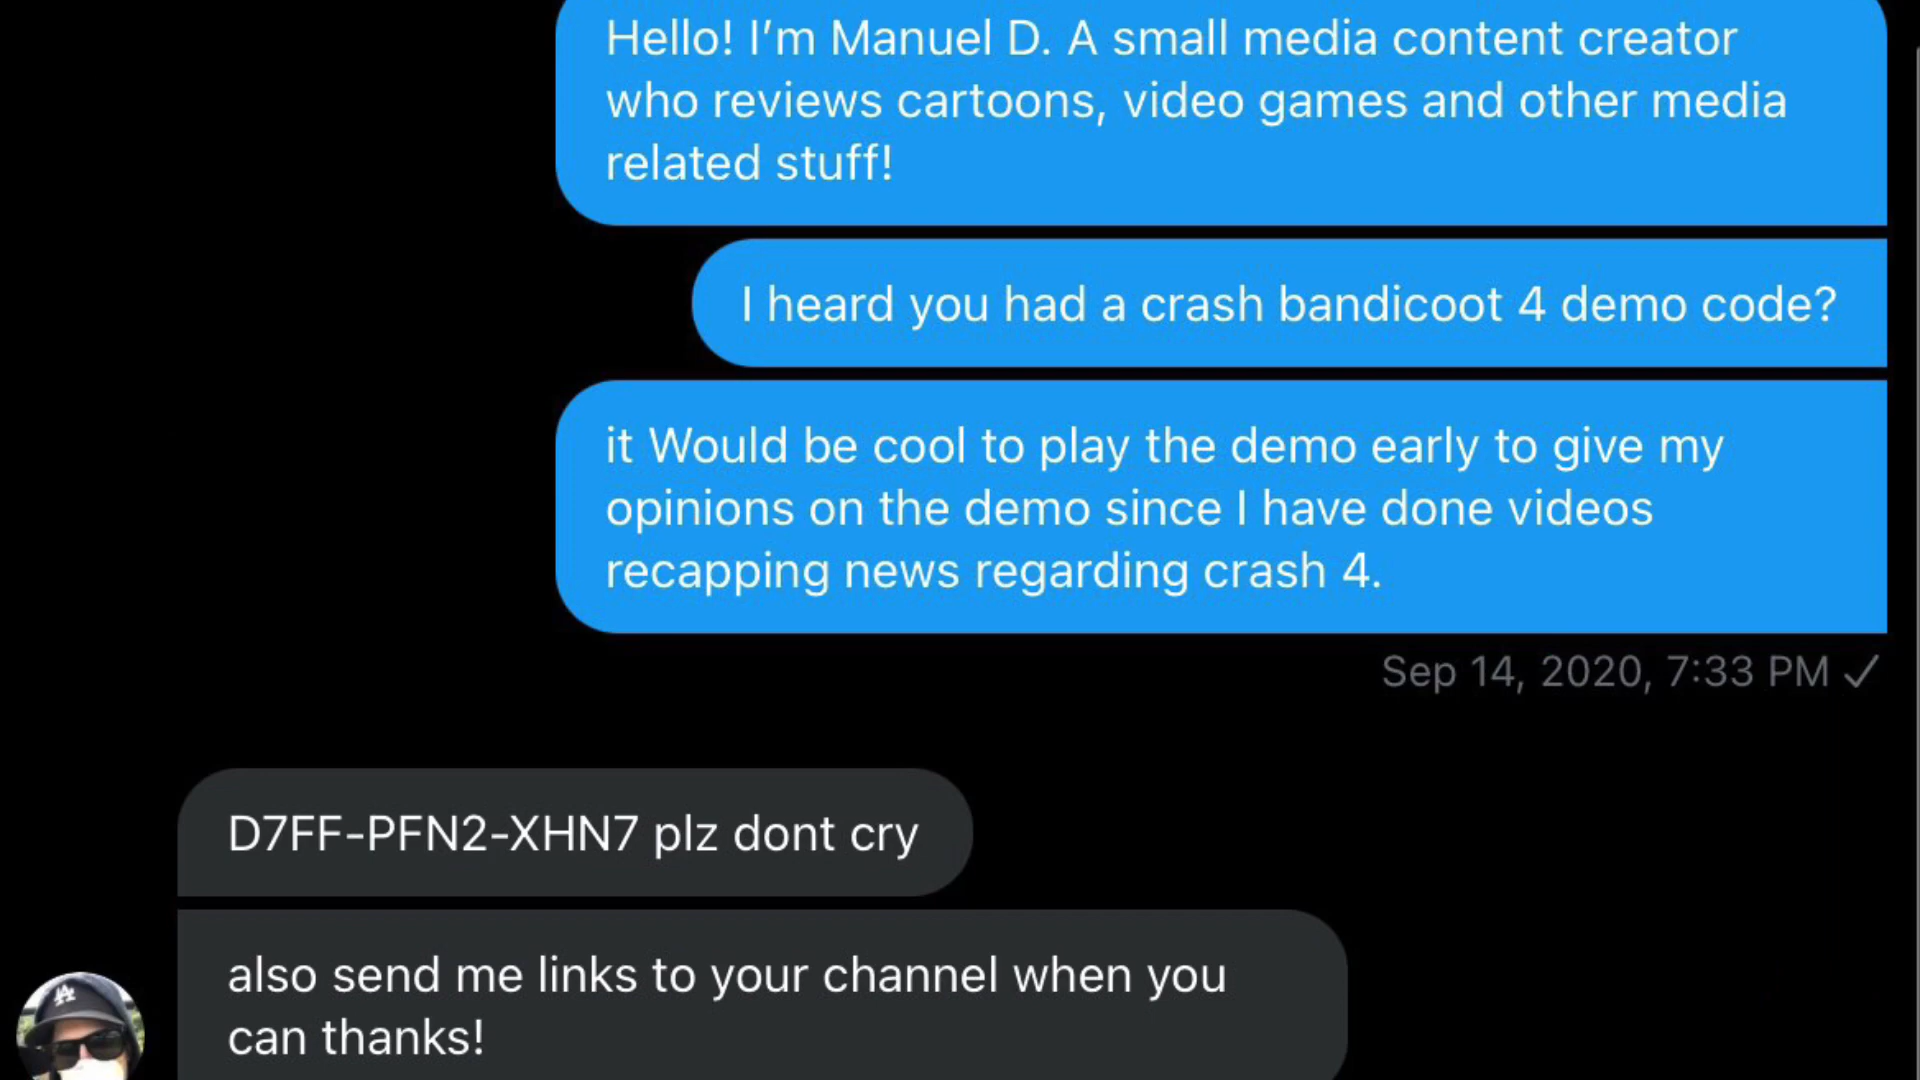 Hello! I’m Manuel D. A small media content creator
who reviews cartoons, video games and other media
related stuff!
I heard you had a crash bandicoot 4 demo code?
it Would be cool to play the demo early to give my
opinions on the demo since I have done videos
recapping news regarding crash 4.
Sep 14, 2020, 7:33 PM ✓
D7FF-PFN2-XHN7 plz dont cry
also send me links to your channel when you
can thanks!
LA